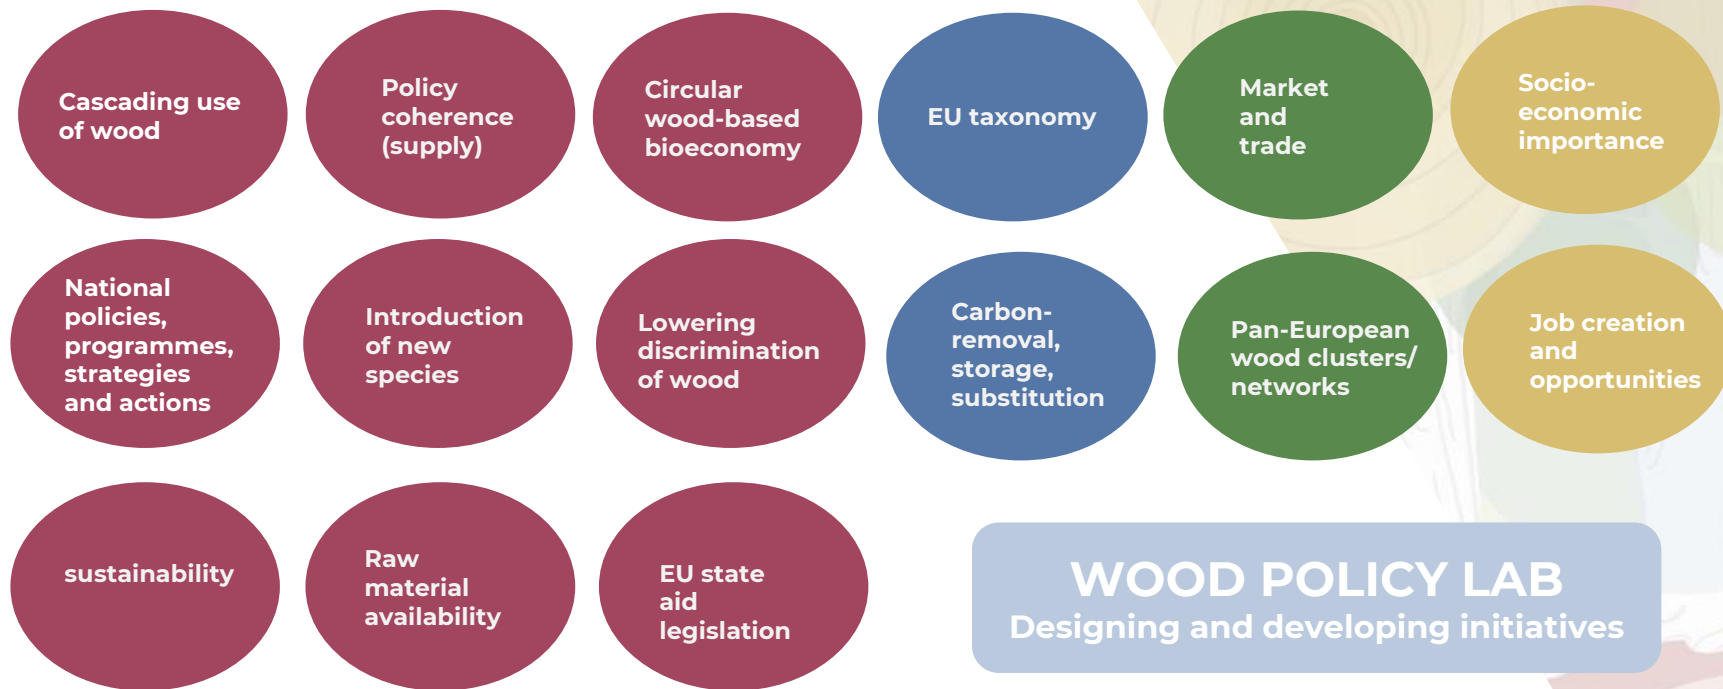 Cascading use
of wood
Policy
coherence
(supply)
Circular
wood-based
bioeconomy
EU taxonomy
Market
and
trade
Socio-
economic
importance
National
policies,
programmes,
strategies
and actions
Introduction
of new
species
Lowering
discrimination
of wood
Carbon-
removal,
storage,
substitution
Pan-European
wood clusters/
networks
Job creation
and
opportunities
sustainability
Raw
material
availability
EU state
aid
legislation
WOOD POLICY LAB
Designing and developing initiatives